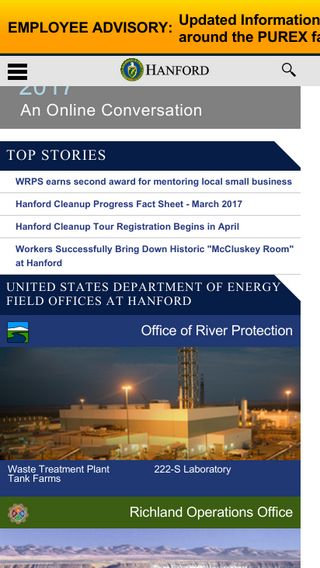 EMPLOYEE ADVISORY:
Updated Information
around the PUREX fa
HANFORD
2017
An Online Conversation
TOP STORIES
WRPS earns second award for mentoring local small business
Hanford Cleanup Progress Fact Sheet - March 2017
Hanford Cleanup Tour Registration Begins in April
Workers Successfully Bring Down Historic "McCluskey Room"
at Hanford
UNITED STATES DEPARTMENT OF ENERGY
FIELD OFFICES AT HANFORD
Office of River Protection
Waste Treatment Plant
222-S Laboratory
Tank Farms
Richland Operations Office